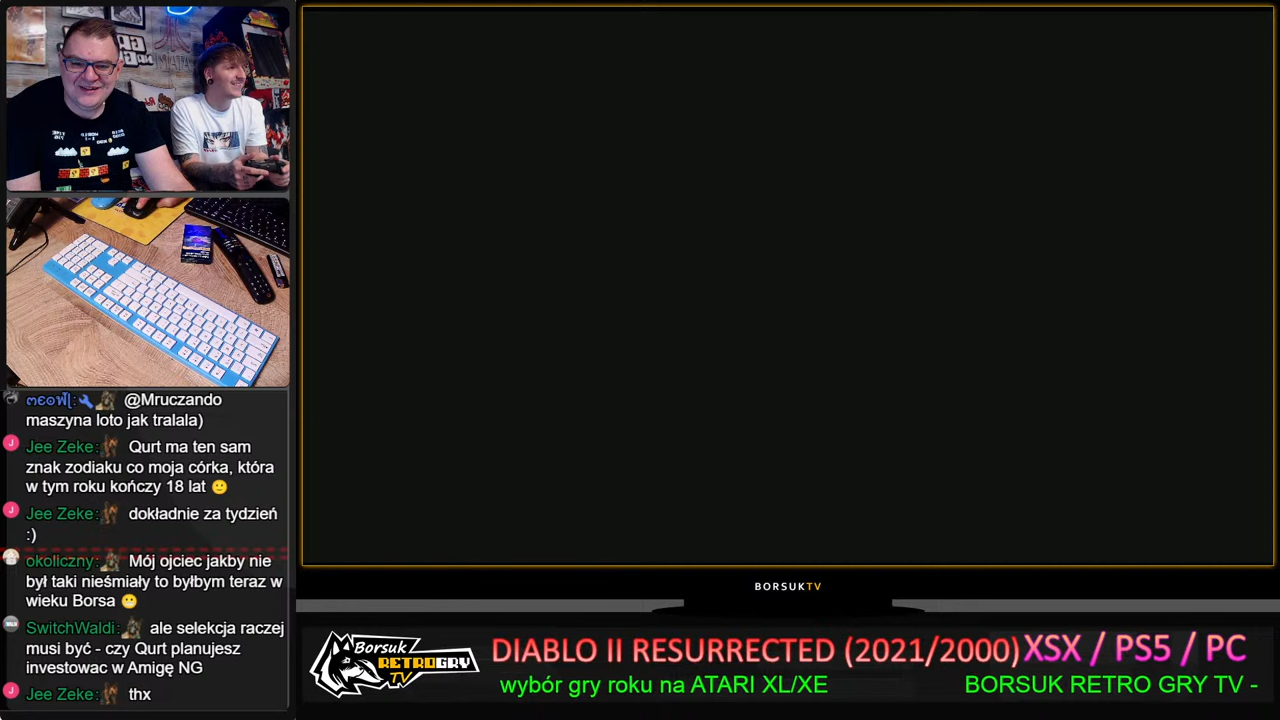 @Mruczando
maszyna loto jak tralala)
Jee Zeke: Qurt ma ten sam
znak zodiaku co moja córka, która
w tym roku kończy 18 lat 🙂
Jee Zeke: dokładnie za tydzień
:)
okoliczny: Mój ojciec jakby nie
był taki nieśmiały to byłbym teraz w
wieku Borsa 😬
SwitchWaldi: ale selekcja raczej
musi być - czy Qurt planujesz
investowac w Amigę NG
Jee Zeke: thx
BORSUKTV
Borsuk
RETROGRY
TV
DIABLO II RESURRECTED (2021/2000) XSX / PS5 / PC
wybór gry roku na ATARI XL/XE
BORSUK RETRO GRY TV -